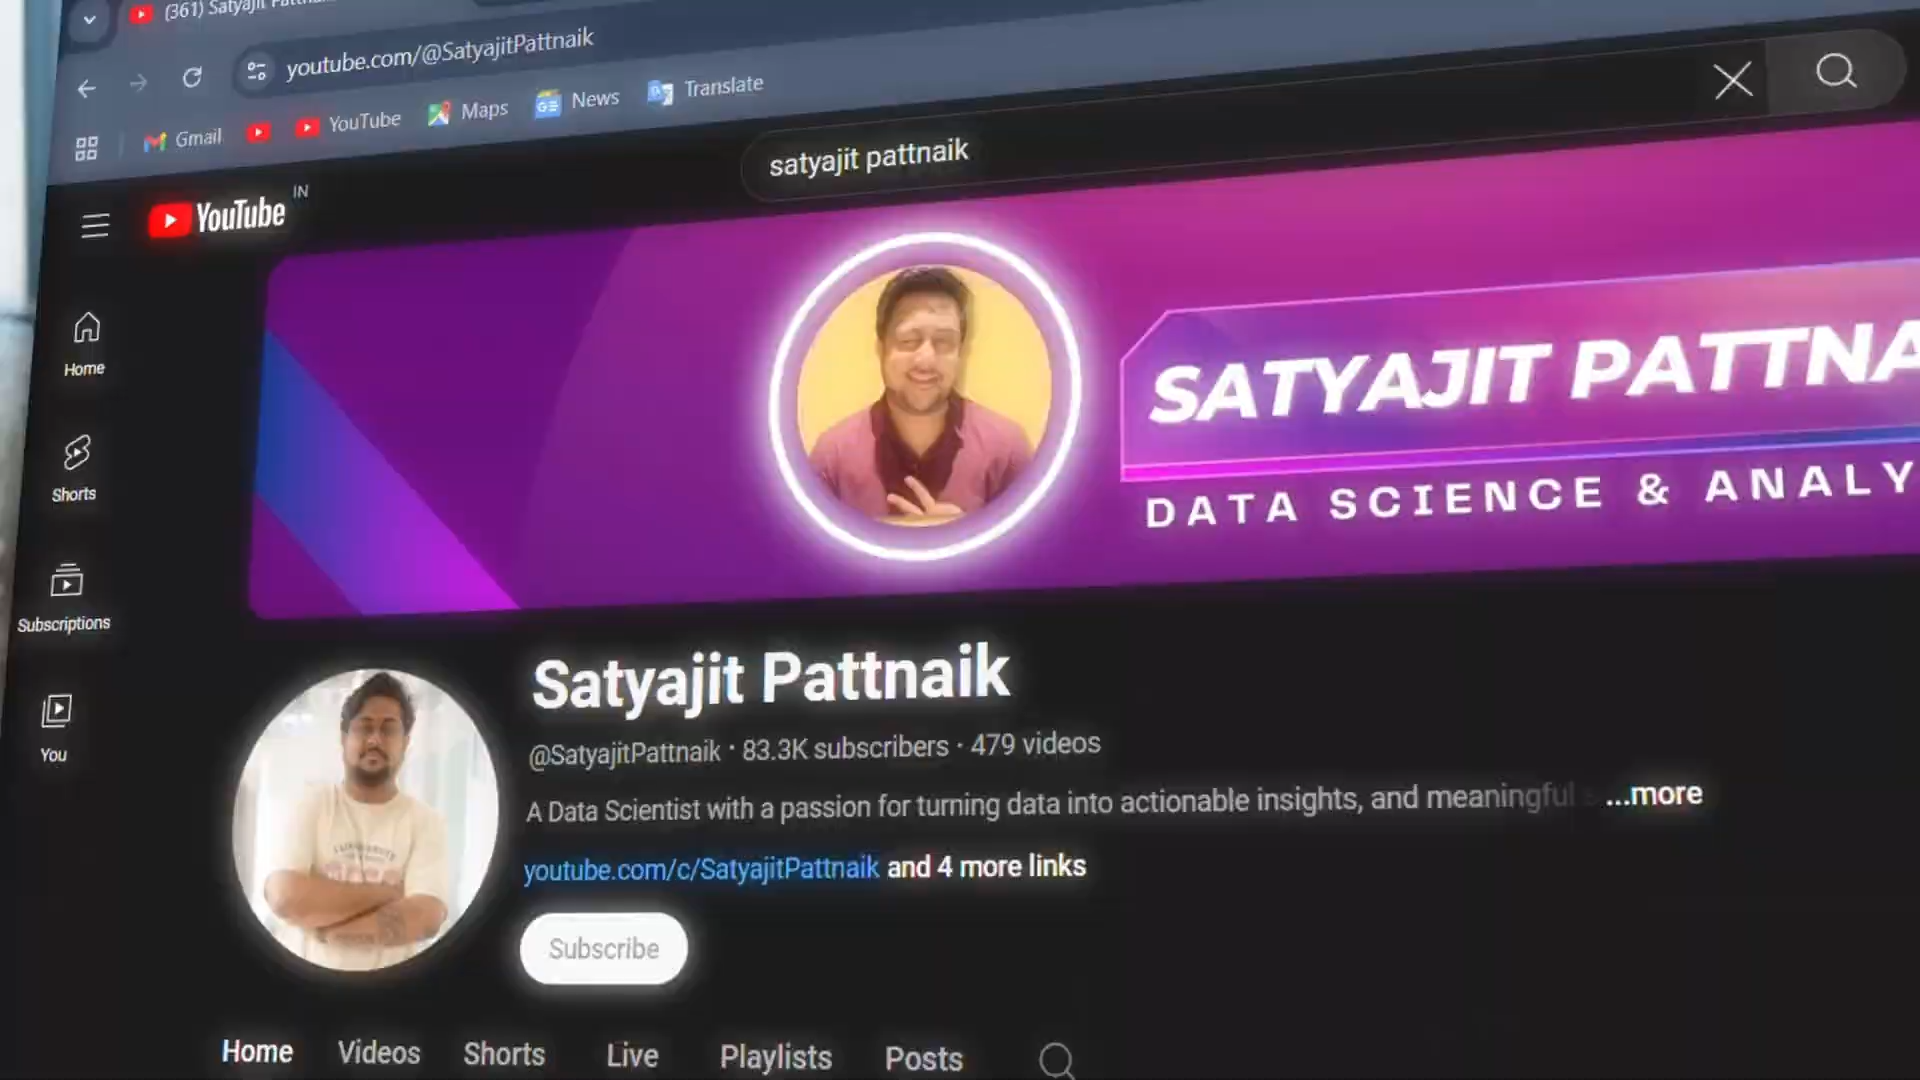 (361) Satyajit
youtube.com/@SatyajitPattnaik
Gmail
YouTube
Maps
News
Translate
YouTube IN
satyajit pattnaik
Home
Shorts
Subscriptions
You
SATYAJIT PATTNA
DATA SCIENCE & ANALY
Satyajit Pattnaik
@SatyajitPattnaik · 83.3K subscribers · 479 videos
A Data Scientist with a passion for turning data into actionable insights, and meaningful ...more
youtube.com/c/SatyajitPattnaik and 4 more links
Subscribe
Home Videos Shorts Live Playlists Posts